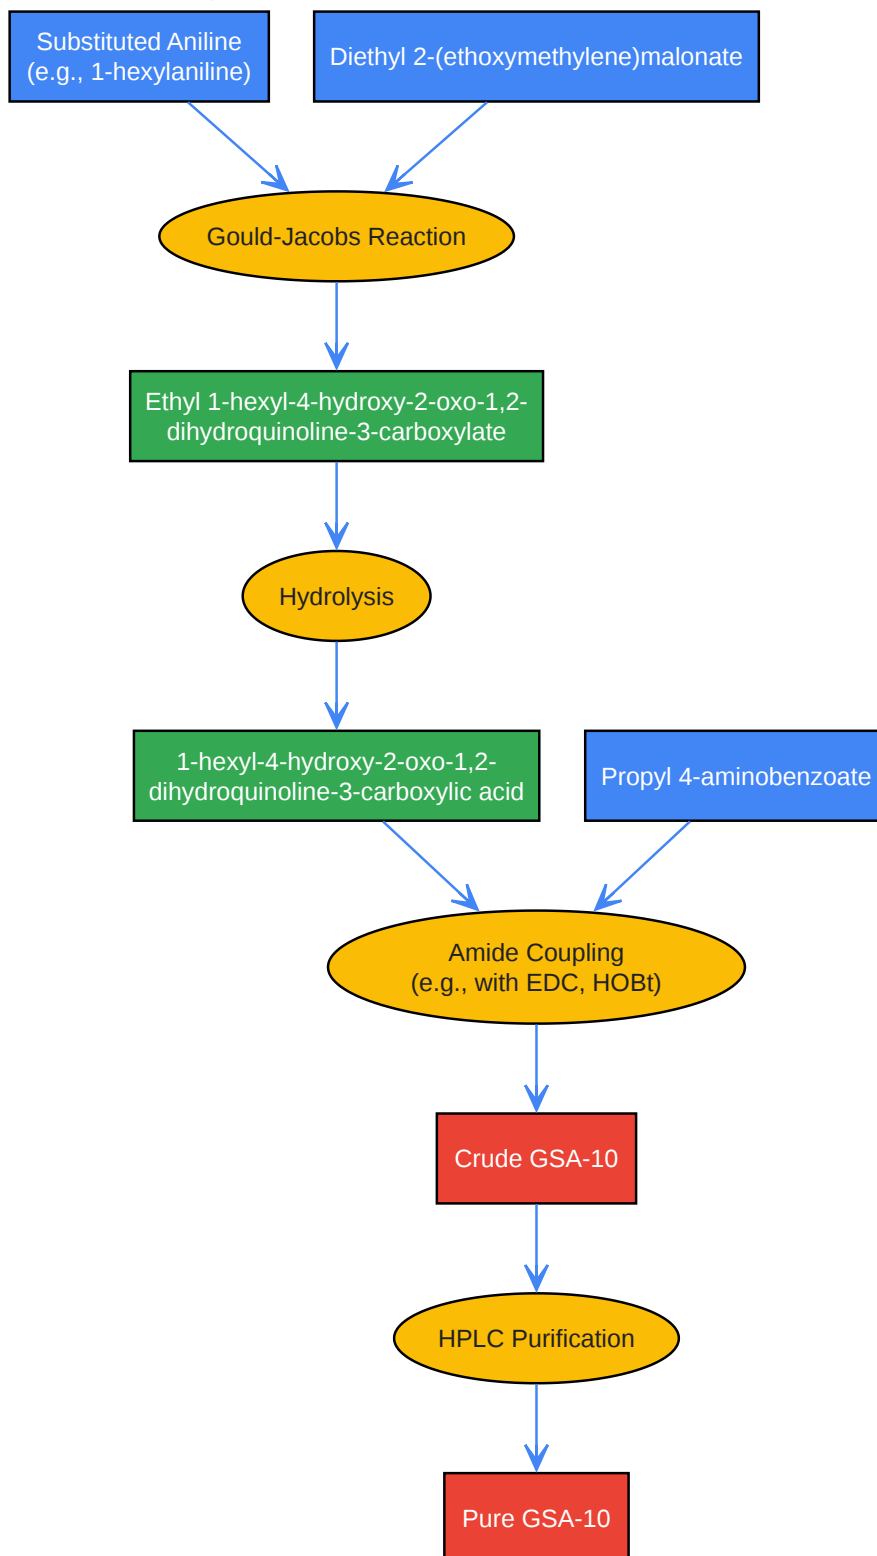 Substituted Aniline
(e.g., 1-hexylaniline)
Diethyl 2-(ethoxymethylene)malonate
Gould-Jacobs Reaction
Ethyl 1-hexyl-4-hydroxy-2-oxo-1,2-
dihydroquinoline-3-carboxylate
Hydrolysis
1-hexyl-4-hydroxy-2-oxo-1,2-
dihydroquinoline-3-carboxylic acid
Propyl 4-aminobenzoate
Amide Coupling
(e.g., with EDC, HOBt)
Crude GSA-10
HPLC Purification
Pure GSA-10